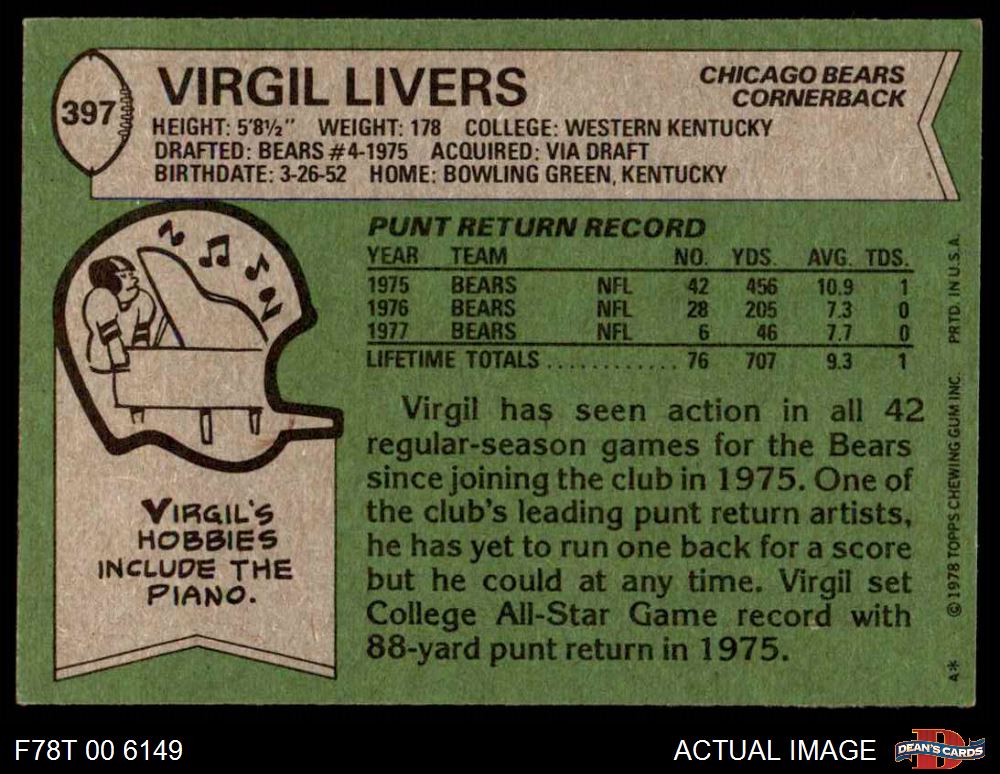 397
VIRGIL LIVERS
CHICAGO BEARS
CORNERBACK
HEIGHT: 5'8½" WEIGHT: 178 COLLEGE: WESTERN KENTUCKY
DRAFTED: BEARS #4-1975 ACQUIRED: VIA DRAFT
BIRTHDATE: 3-26-52 HOME: BOWLING GREEN, KENTUCKY
PUNT RETURN RECORD
YEAR TEAM NO. YDS. AVG. TDS.
1975 BEARS NFL 42 456 10.9 1
1976 BEARS NFL 28 205 7.3 0
1977 BEARS NFL 6 46 7.7 0
LIFETIME TOTALS ............ 76 707 9.3 1
Virgil has seen action in all 42
regular-season games for the Bears
since joining the club in 1975. One of
the club's leading punt return artists,
he has yet to run one back for a score
but he could at any time. Virgil set
College All-Star Game record with
88-yard punt return in 1975.
VIRGIL'S
HOBBIES
INCLUDE THE
PIANO.
A* © 1978 TOPPS CHEWING GUM INC. PRTD. IN U.S.A.
F78T 00 6149
ACTUAL IMAGE
D
DEAN'S CARDS